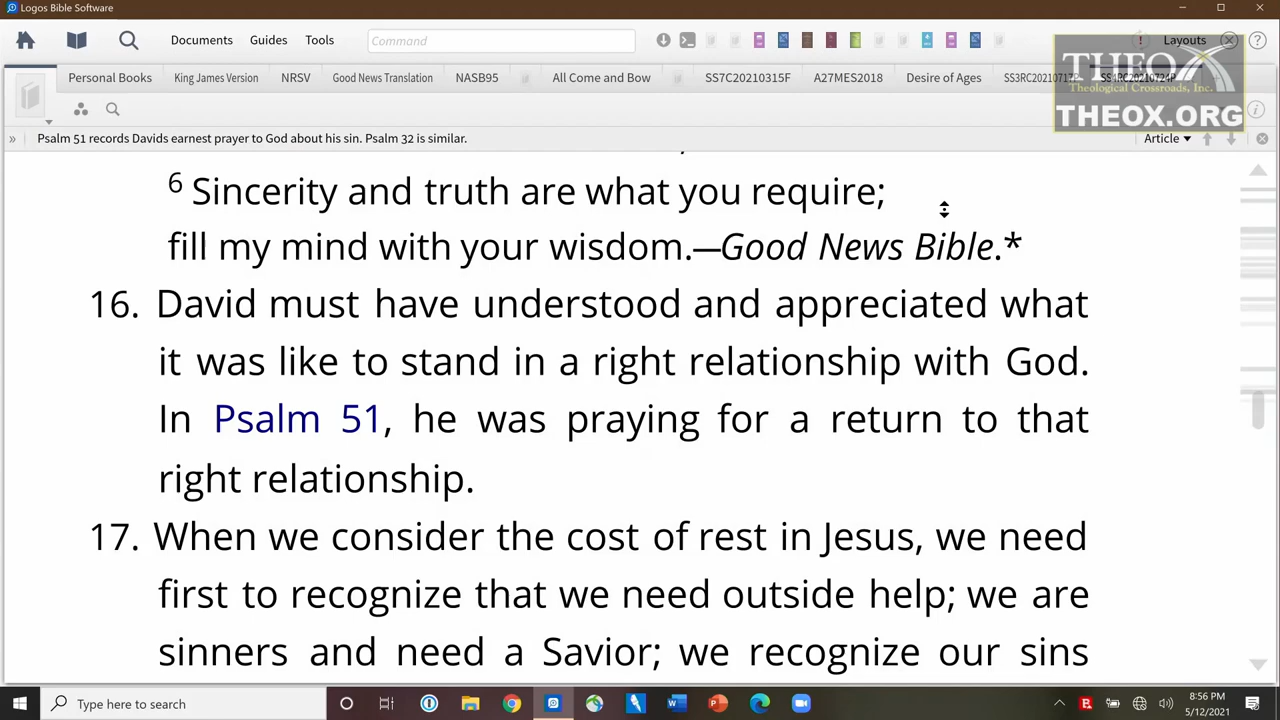 Logos Bible Software
Documents Guides Tools Command Layouts
Personal Books King James Version NRSV Good News Translation NASB95 All Come and Bow SS7C20210315F A27MES2018 Desire of Ages
THEOX
Theological Crossroads, Inc.
THEOX.ORG
» Psalm 51 records Davids earnest prayer to God about his sin. Psalm 32 is similar. Article
6 Sincerity and truth are what you require;
fill my mind with your wisdom.—Good News Bible.*
16. David must have understood and appreciated what
it was like to stand in a right relationship with God.
In Psalm 51, he was praying for a return to that
right relationship.
17. When we consider the cost of rest in Jesus, we need
first to recognize that we need outside help; we are
sinners and need a Savior; we recognize our sins
Type here to search
8:56 PM
5/12/2021